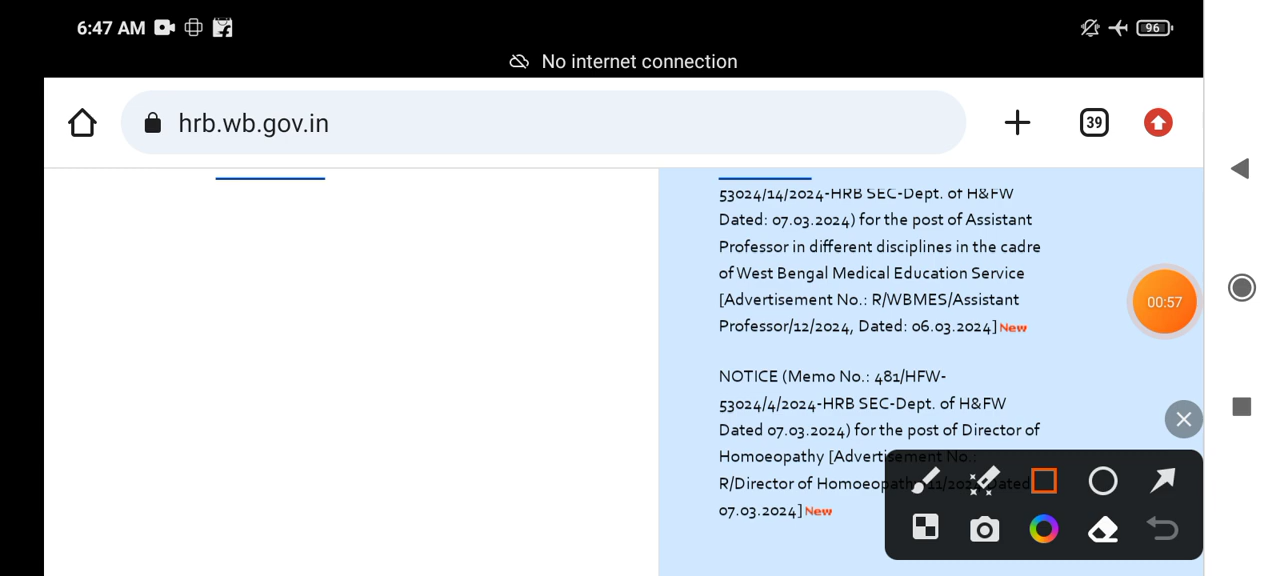 6:47 AM
96
No internet connection
hrb.wb.gov.in
39
53024/14/2024-HRB SEC-Dept. of H&FW
Dated: 07.03.2024) for the post of Assistant
Professor in different disciplines in the cadre
of West Bengal Medical Education Service
[Advertisement No.: R/WBMES/Assistant
Professor/12/2024, Dated: 06.03.2024] New
00:57
NOTICE (Memo No.: 481/HFW-
53024/4/2024-HRB SEC-Dept. of H&FW
Dated 07.03.2024) for the post of Director of
Homoeopathy [Advertisement No.:
R/Director of Homoeopathy/11/2024 Dated
07.03.2024] New